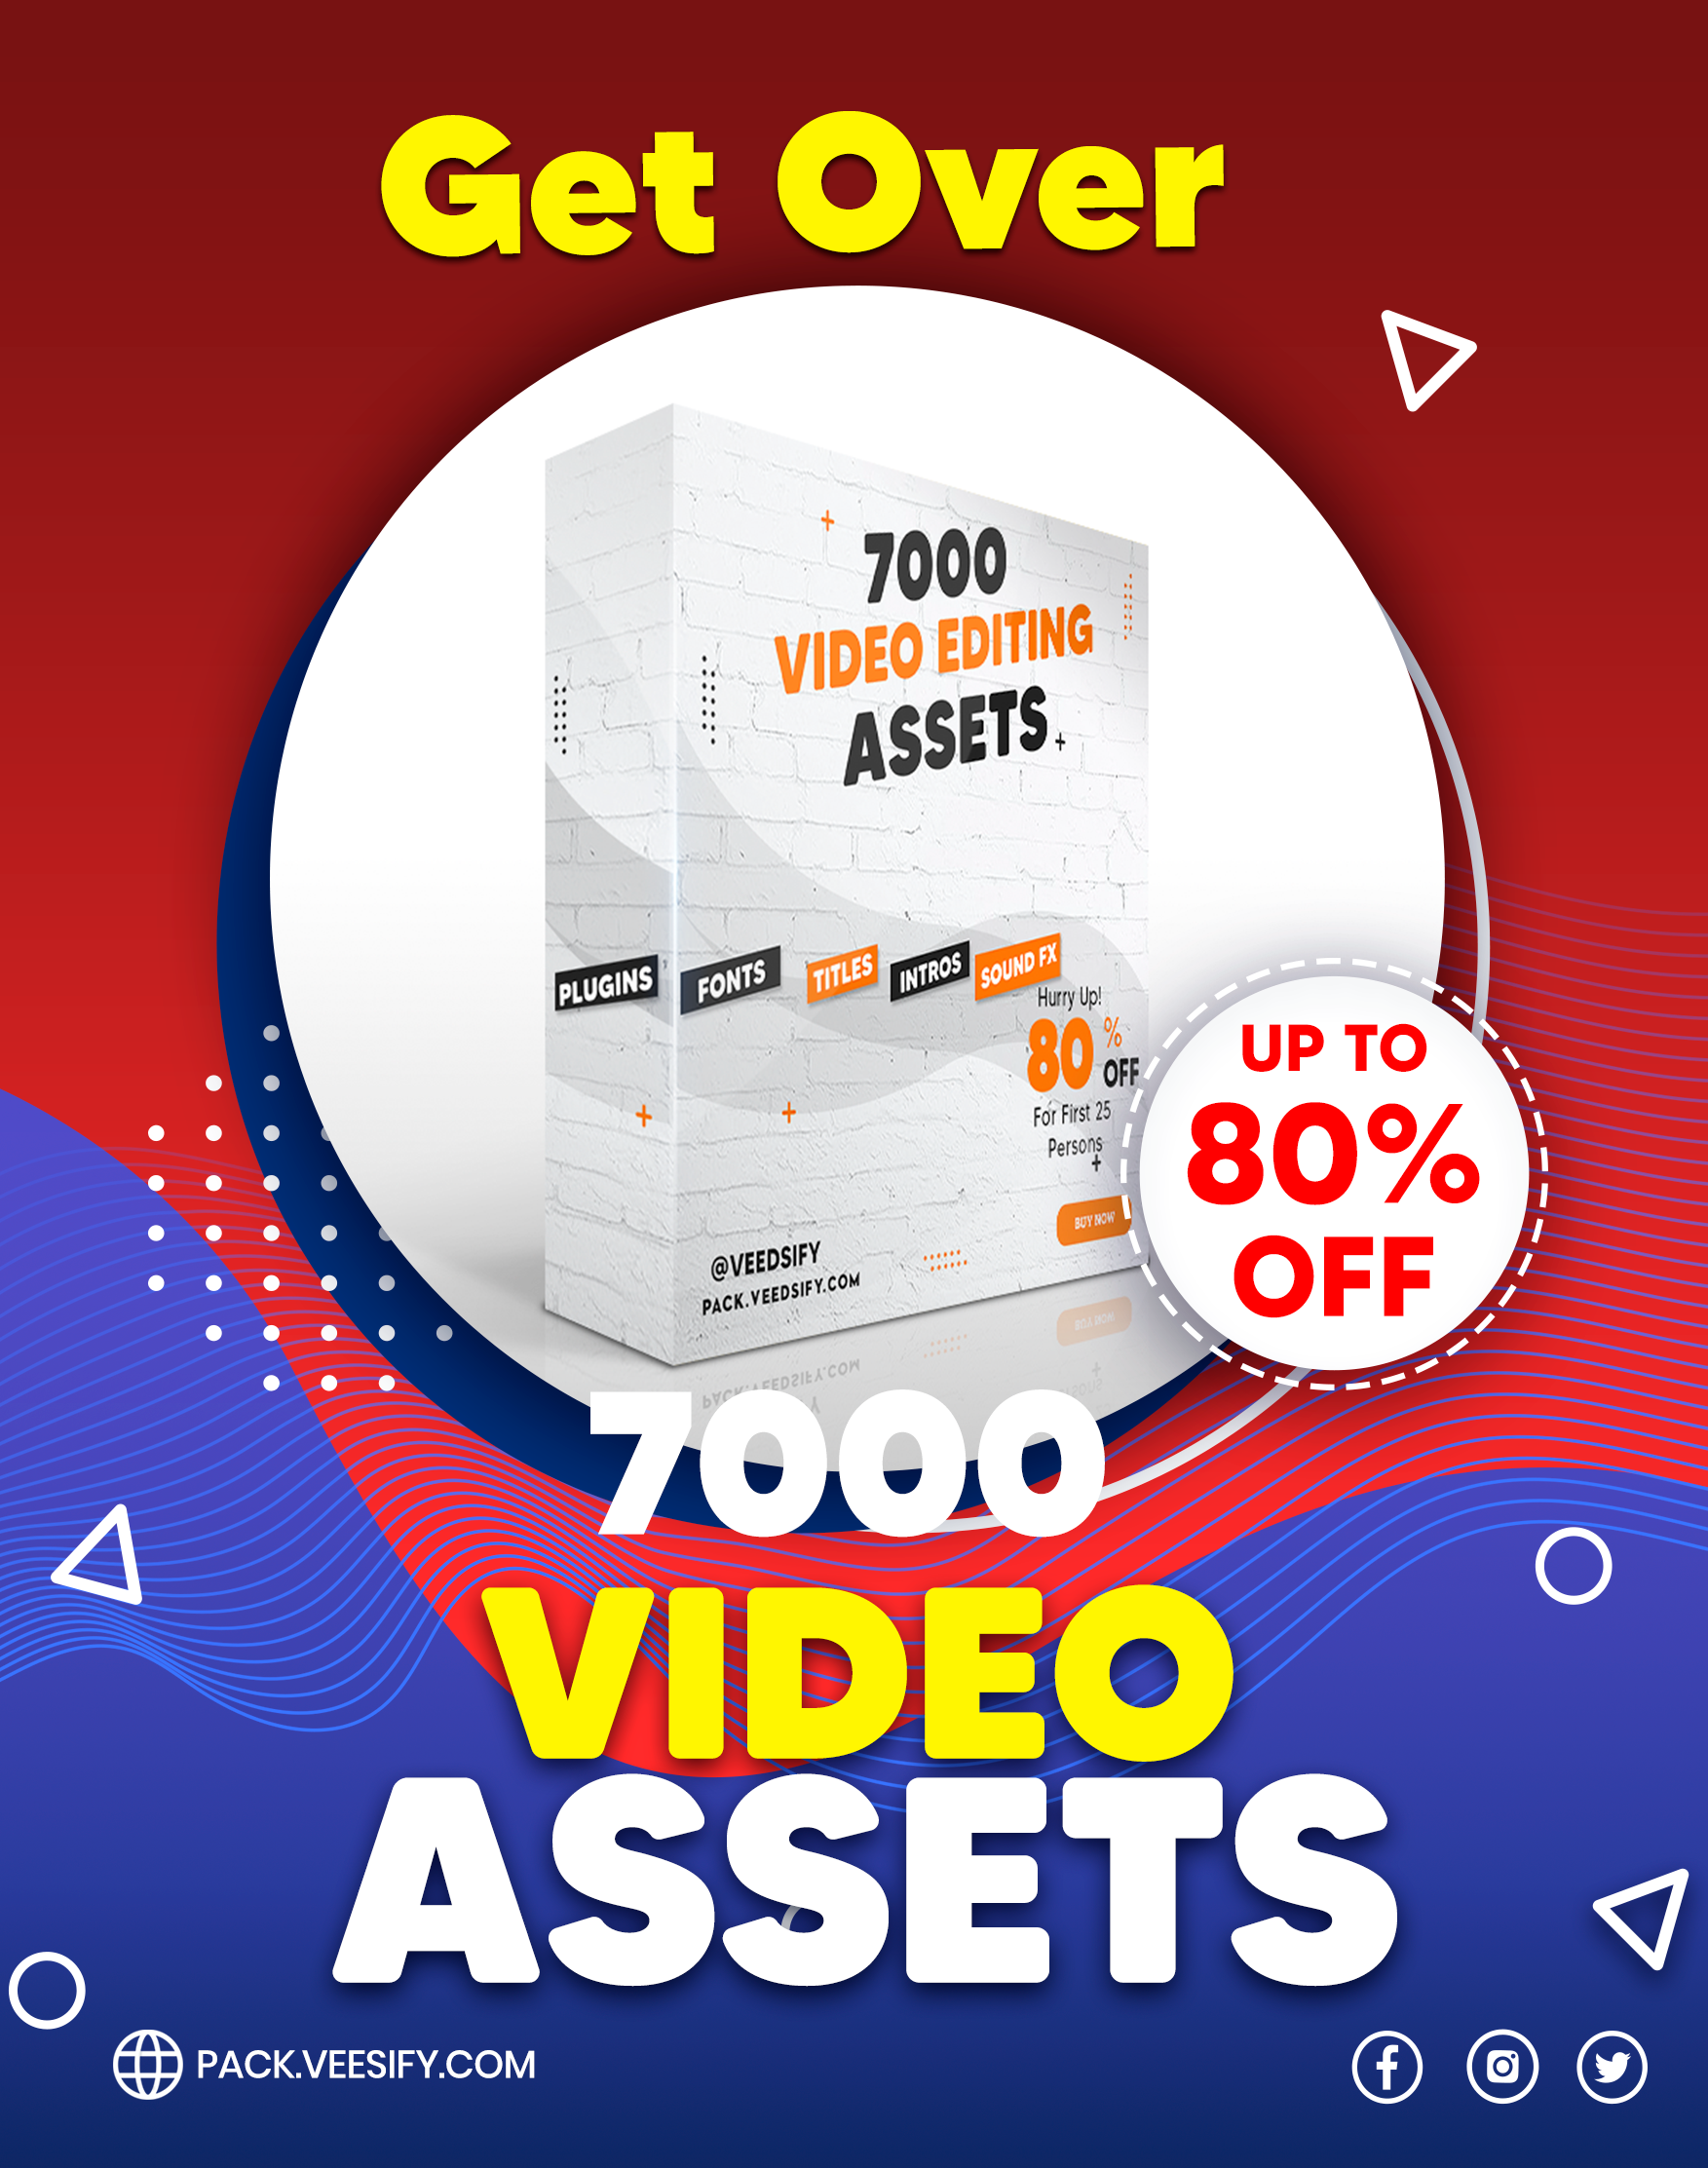 Get Over
7000
VIDEO EDITING
ASSETS
PLUGINS
FONTS
TITLES
INTROS
SOUND FX
Hurry Up!
80 %
OFF
For First 25
Persons
BUY NOW
@VEEDSIFY
PACK.VEEDSIFY.COM
UP TO
80%
OFF
7000
VIDEO
ASSETS
PACK.VEESIFY.COM